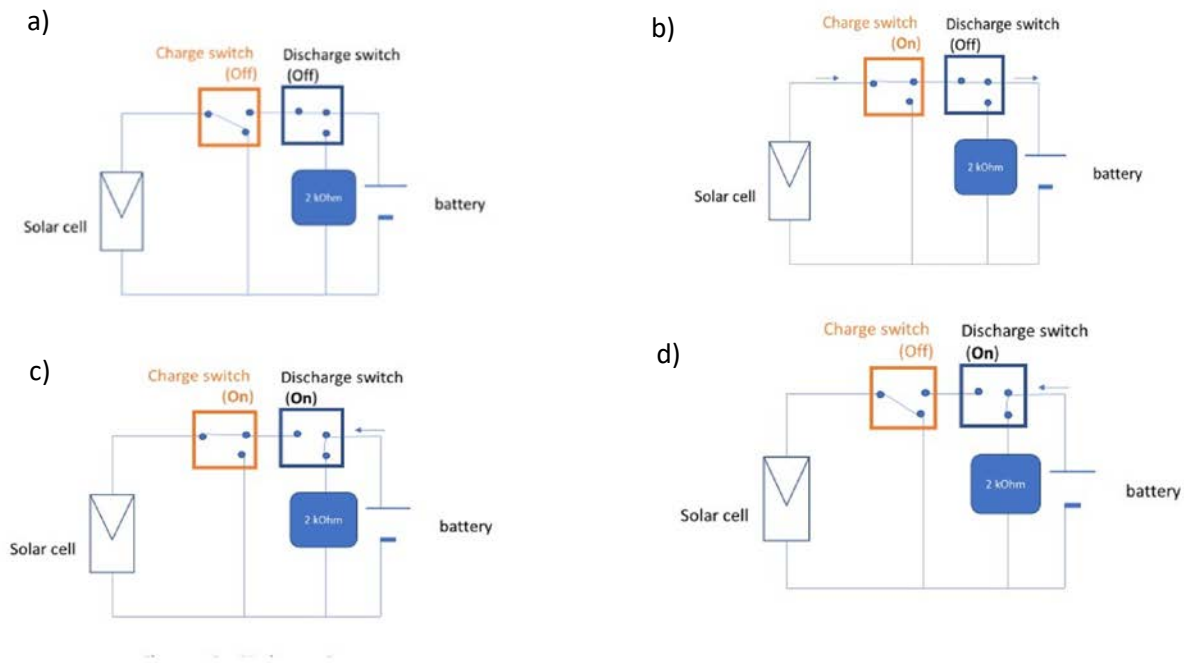 a)
Charge switch
(Off)
Discharge switch
(Off)
2 kOhm
battery
Solar cell
b)
Charge switch
(On)
Discharge switch
(Off)
2 kOhm
battery
Solar cell
c)
Charge switch
(On)
Discharge switch
(On)
2 kOhm
battery
Solar cell
d)
Charge switch
(Off)
Discharge switch
(On)
2 kOhm
battery
Solar cell